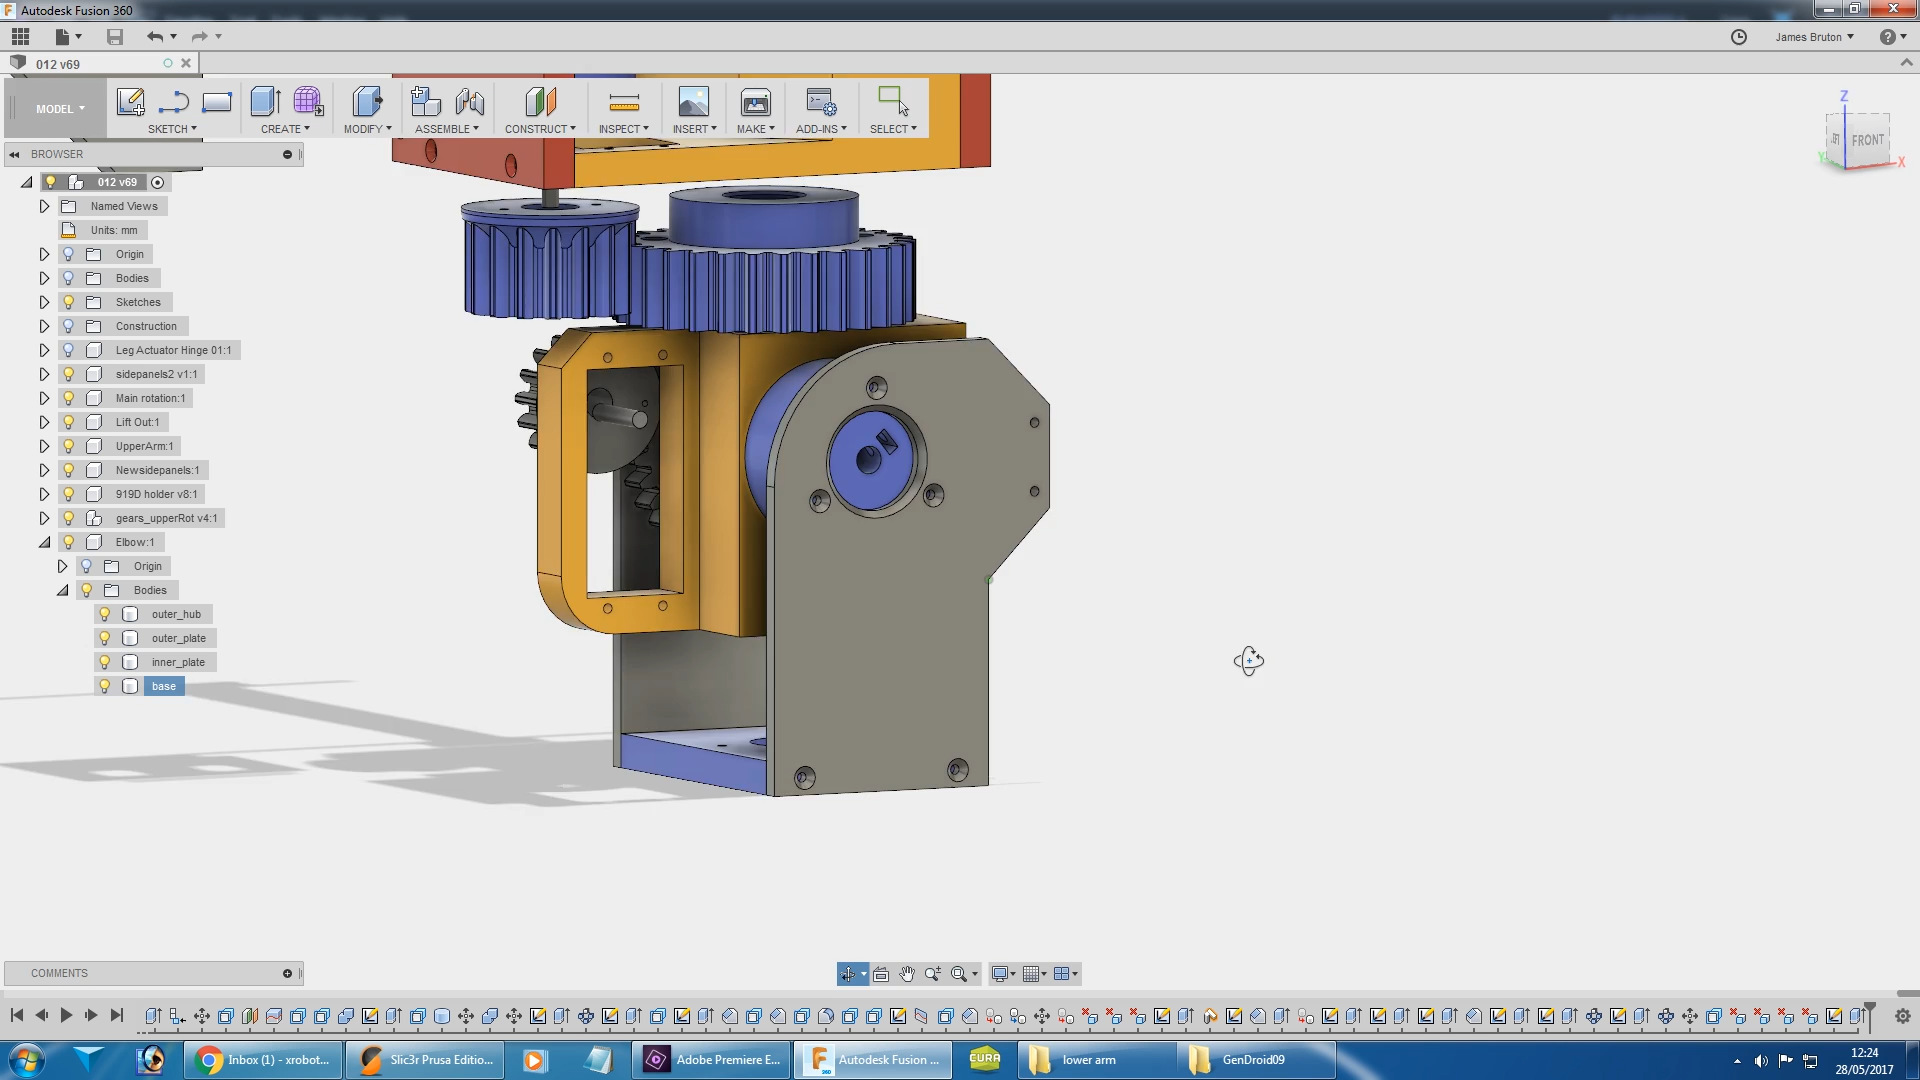 Autodesk Fusion 360
James Bruton
012 v69
MODEL
SKETCH
CREATE
MODIFY
ASSEMBLE
CONSTRUCT
INSPECT
INSERT
MAKE
ADD-INS
SELECT
BROWSER
012 v69
Named Views
Units: mm
Origin
Bodies
Sketches
Construction
Leg Actuator Hinge 01:1
sidepanels2 v1:1
Main rotation:1
Lift Out:1
UpperArm:1
Newsidepanels:1
919D holder v8:1
gears_upperRot v4:1
Elbow:1
Origin
Bodies
outer_hub
outer_plate
inner_plate
base
Z
FRONT
X
Y
COMMENTS
Inbox (1) - xrobot...
Slic3r Prusa Editio...
Adobe Premiere E...
Autodesk Fusion ...
CURA
lower arm
GenDroid09
12:24
28/05/2017